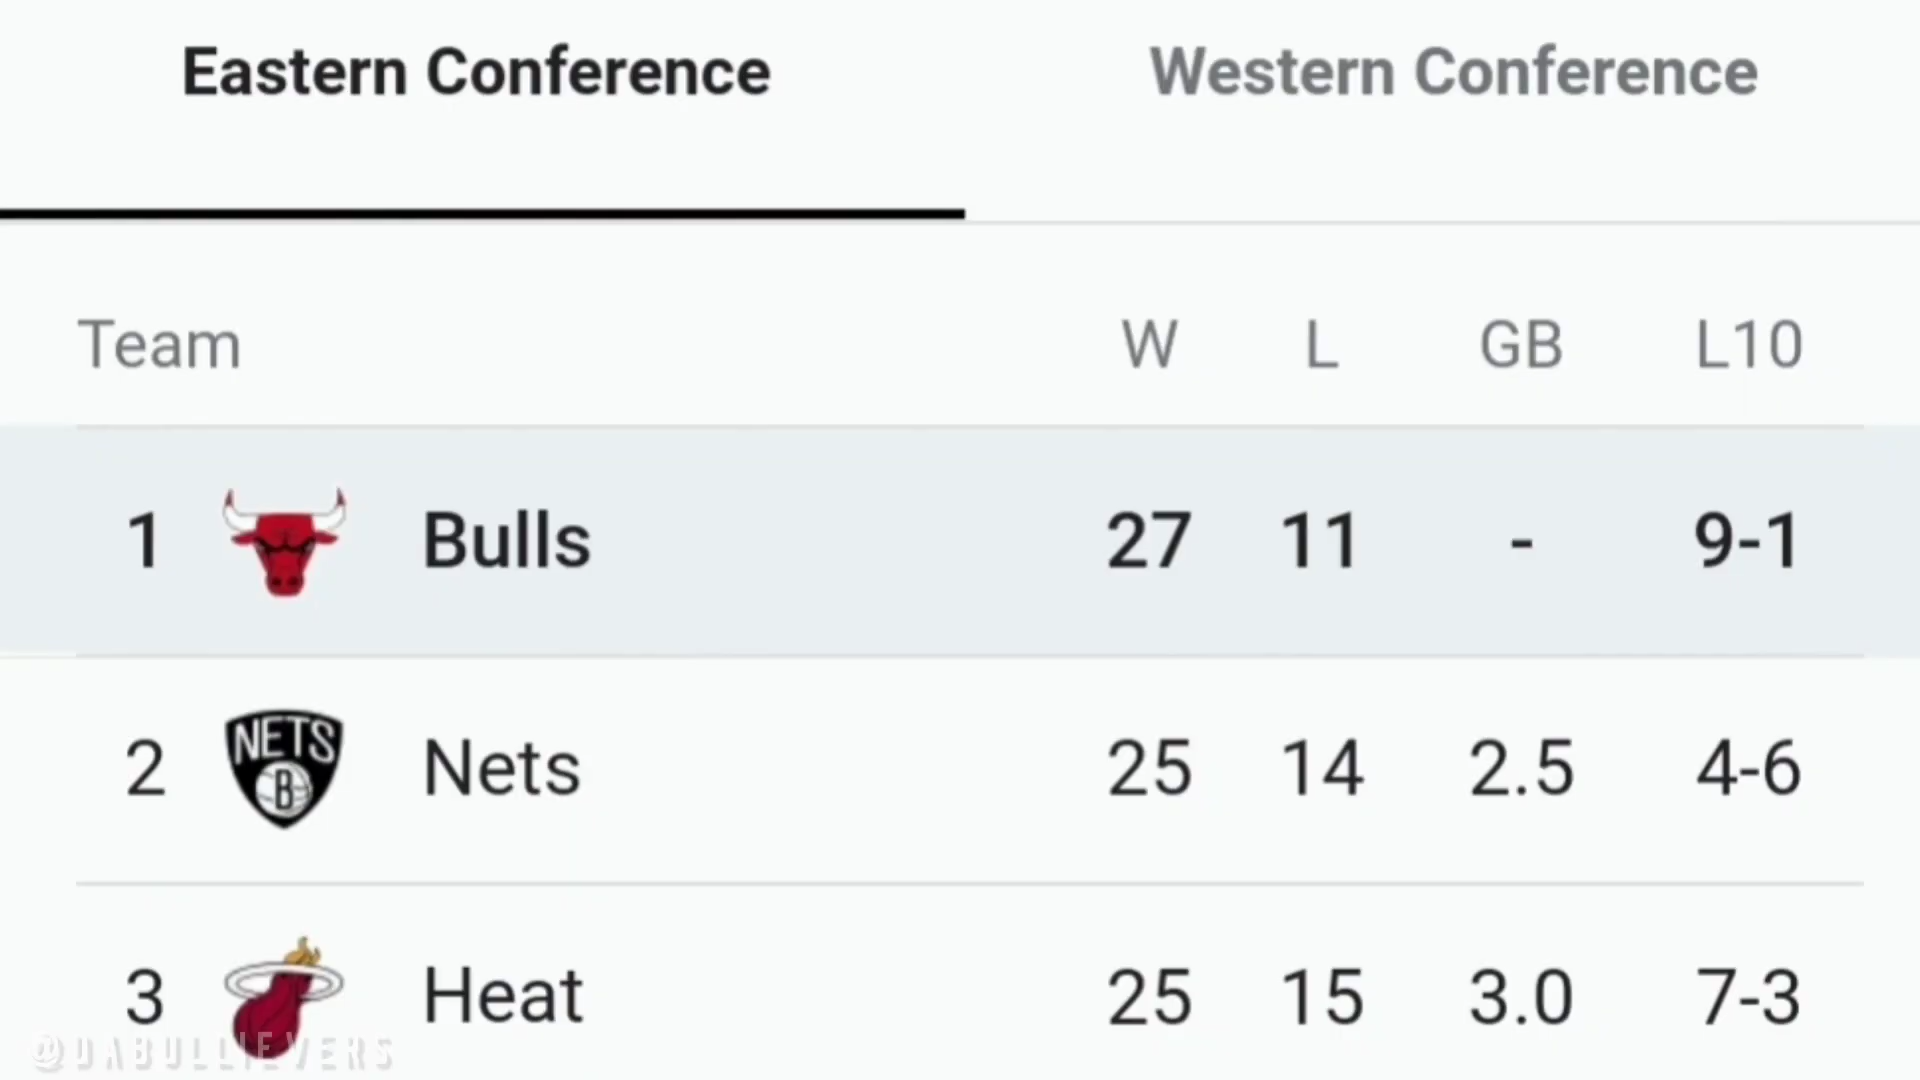 Eastern Conference Western Conference
Team W L GB L10
1 Bulls 27 11 - 9-1
2 NETS B Nets 25 14 2.5 4-6
3 Heat 25 15 3.0 7-3
@DABULLIEVERS